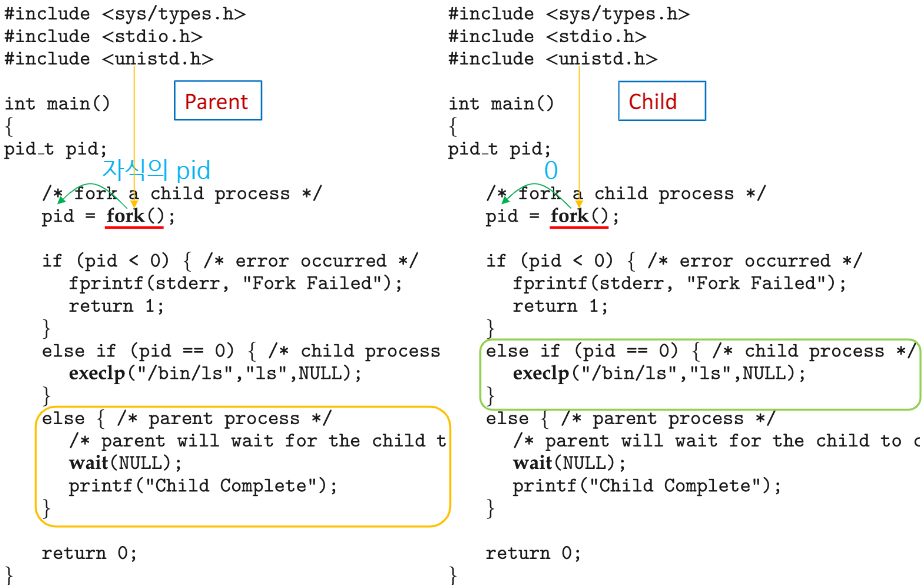 #include <sys/types.h>
#include <stdio.h>
#include <unistd.h>
Parent
int main()
{
pid_t pid;
자식의 pid
/* fork a child process */
pid = fork();
if (pid < 0) { /* error occurred */
fprintf(stderr, "Fork Failed");
return 1;
}
else if (pid == 0) { /* child process
execlp("/bin/ls","ls",NULL);
}
else { /* parent process */
/* parent will wait for the child t
wait(NULL);
printf("Child Complete");
}
return 0;
}
#include <sys/types.h>
#include <stdio.h>
#include <unistd.h>
Child
int main()
{
pid_t pid;
0
/* fork a child process */
pid = fork();
if (pid < 0) { /* error occurred */
fprintf(stderr, "Fork Failed");
return 1;
}
else if (pid == 0) { /* child process */
execlp("/bin/ls","ls",NULL);
}
else { /* parent process */
/* parent will wait for the child to c
wait(NULL);
printf("Child Complete");
}
return 0;
}